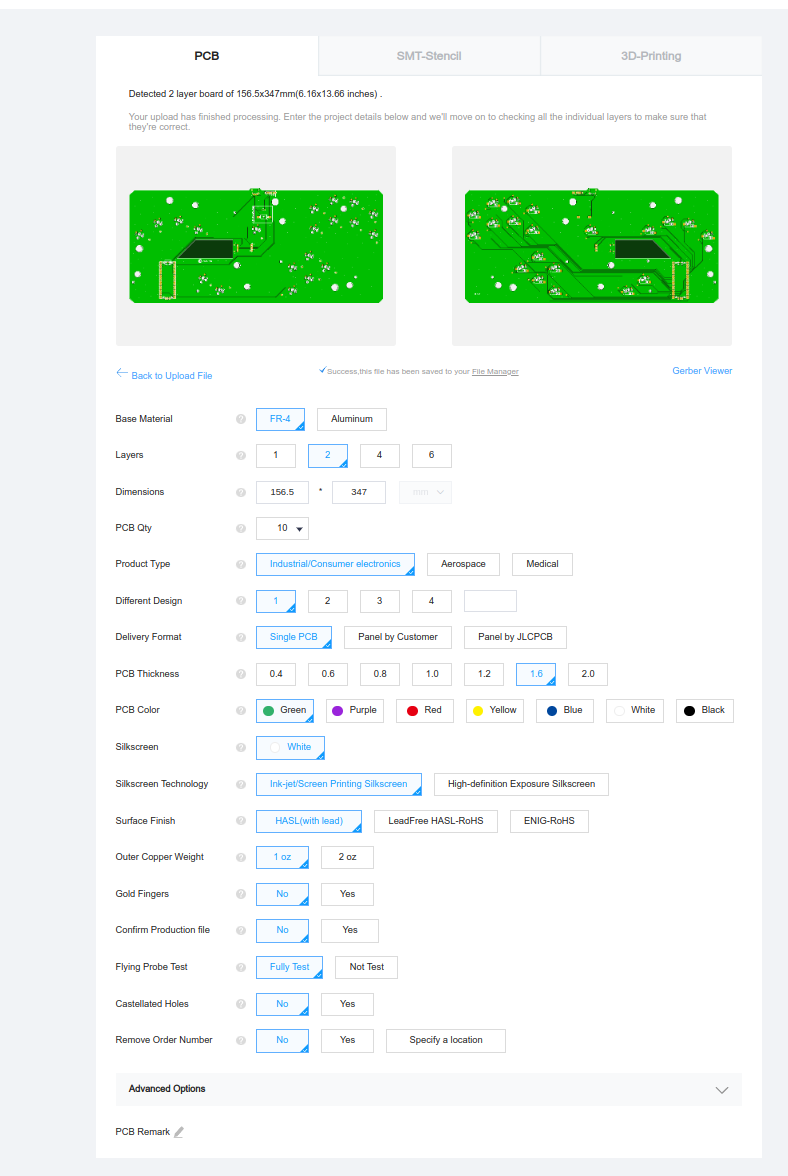 PCB
SMT-Stencil
3D-Printing
Detected 2 layer board of 156.5x347mm(6.16x13.66 inches) .
Your upload has finished processing. Enter the project details below and we'll move on to checking all the individual layers to make sure that
they're correct.
Back to Upload File
Success,this file has been saved to your File Manager
Gerber Viewer
Base Material ? FR-4 Aluminum
Layers ? 1 2 4 6
Dimensions ? 156.5 * 347 mm
PCB Qty ? 10
Product Type ? Industrial/Consumer electronics Aerospace Medical
Different Design ? 1 2 3 4
Delivery Format ? Single PCB Panel by Customer Panel by JLCPCB
PCB Thickness ? 0.4 0.6 0.8 1.0 1.2 1.6 2.0
PCB Color ? Green Purple Red Yellow Blue White Black
Silkscreen ? White
Silkscreen Technology ? Ink-jet/Screen Printing Silkscreen High-definition Exposure Silkscreen
Surface Finish ? HASL(with lead) LeadFree HASL-RoHS ENIG-RoHS
Outer Copper Weight ? 1 oz 2 oz
Gold Fingers ? No Yes
Confirm Production file ? No Yes
Flying Probe Test ? Fully Test Not Test
Castellated Holes ? No Yes
Remove Order Number ? No Yes Specify a location
Advanced Options
PCB Remark